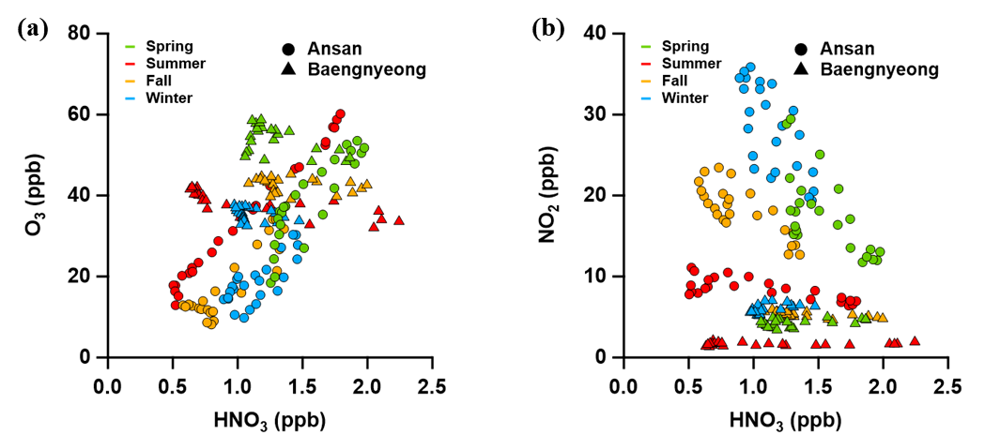 (a)
80
60
40
20
0
O3 (ppb)
Spring
Summer
Fall
Winter
Ansan
Baengnyeong
0.0 0.5 1.0 1.5 2.0 2.5
HNO3 (ppb)
(b)
40
30
20
10
0
NO2 (ppb)
Spring
Summer
Fall
Winter
Ansan
Baengnyeong
0.0 0.5 1.0 1.5 2.0 2.5
HNO3 (ppb)